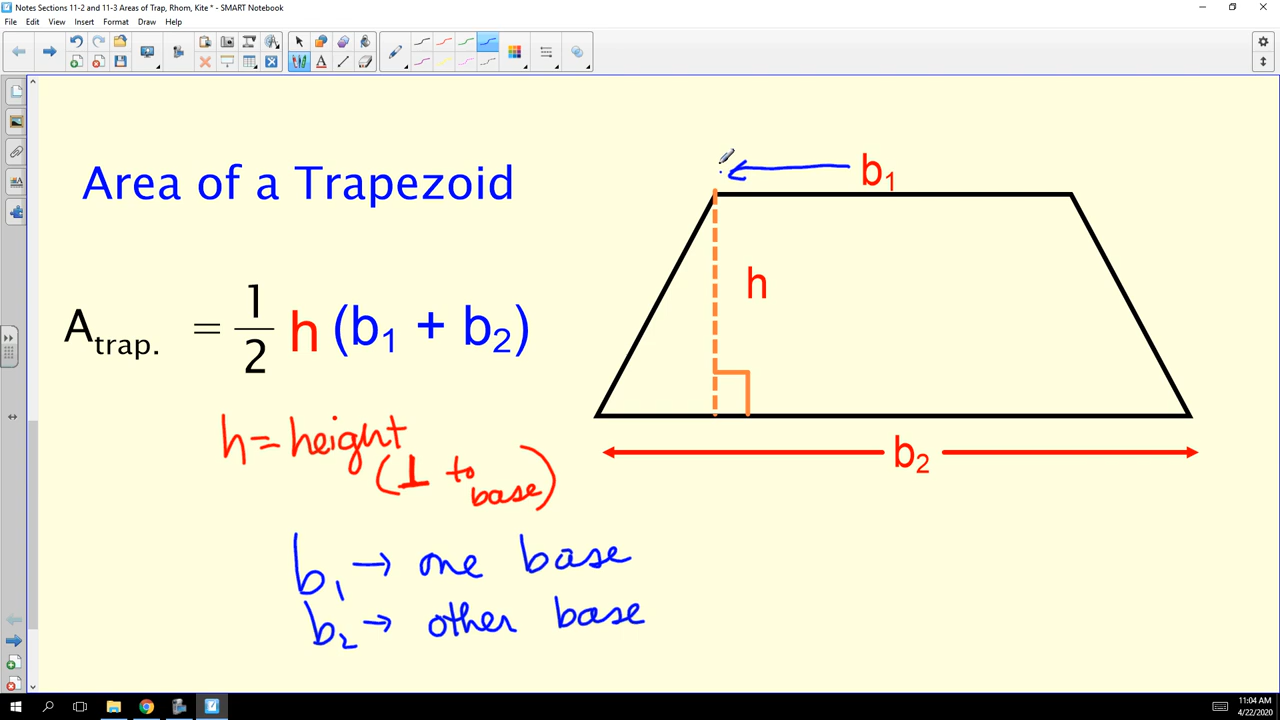 Notes Sections 11-2 and 11-3 Areas of Trap, Rhom, Kite * - SMART Notebook
File Edit View Insert Format Draw Help
Area of a Trapezoid
A trap. = 1/2 h (b1 + b2)
h = height
(⊥ to
base)
b1 → one base
b2 → other base
b1
h
b2
11:04 AM
4/22/2020